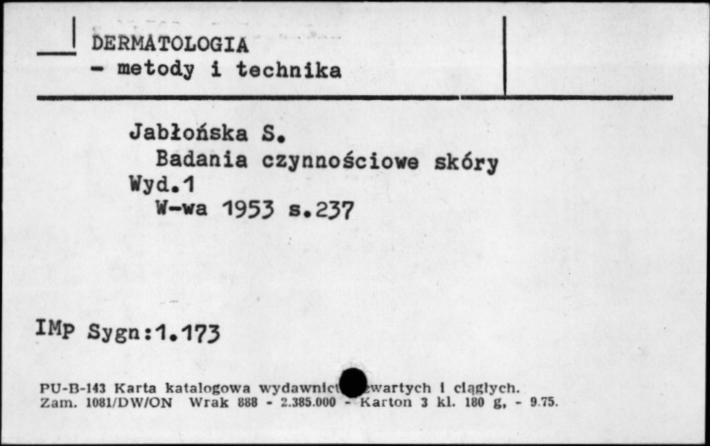 DERMATOLOGIA
- metody i technika
Jabłońska S.
Badania czynnościowe skóry
Wyd.1
W-wa 1953 s.237
IMp Sygn:1.173
PU-B-143 Karta katalogowa wydawnict wartych i ciągłych.
Zam. 1081/DW/ON Wrak 888 - 2.385.000 - Karton 3 kl. 180 g, - 9.75.